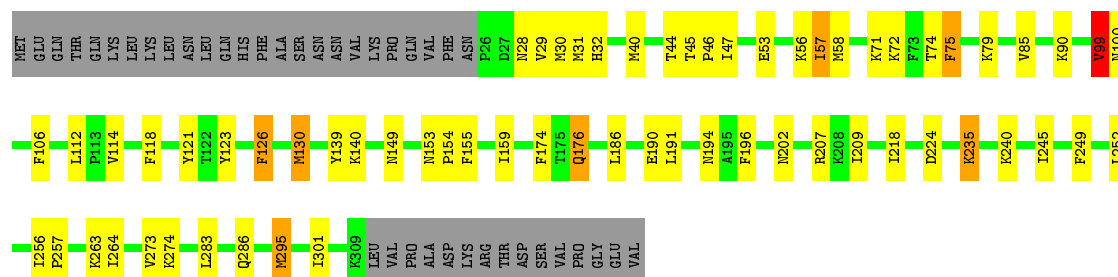 MET GLU GLN THR GLN LYS LEU LYS LEU ASN LEU GLN HIS PHE ALA SER ASN ASN VAL LYS PRO GLN VAL PHE ASN P26 D27 N28 V29 M30 M31 H32 M40 T44 T45 P46 I47 E53 K56 I57 M58 K71 K72 F73 T74 F75 K79 V85 K90 V99 N100
F106 L112 P113 V114 F118 Y121 T122 Y123 F126 M130 Y139 K140 N149 N153 P154 F155 I159 F174 T175 Q176 L186 E190 L191 N194 A195 F196 N202 R207 K208 I209 I218 D224 K235 K240 I245 F249
I256 P257 K263 I264 V273 K274 L283 Q286 M295 I301 K309 LEU VAL PRO ALA ASP LYS ARG THR ASP SER VAL PRO GLY GLU VAL